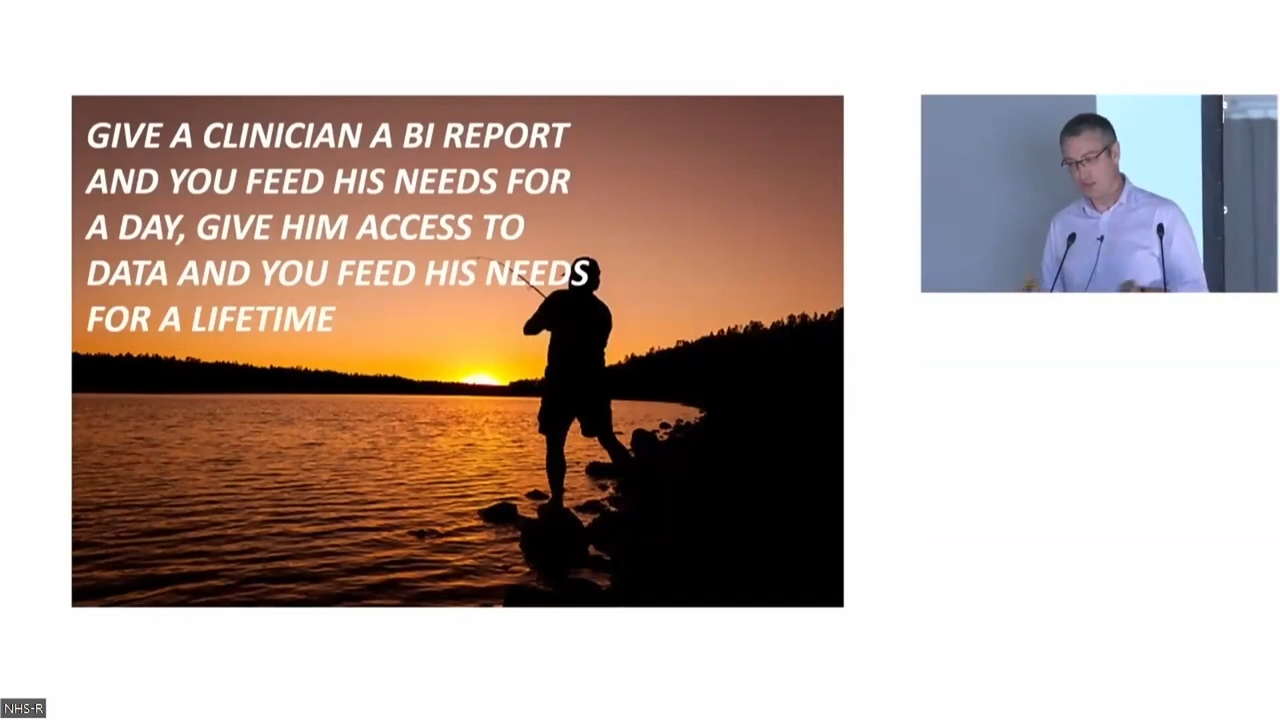 GIVE A CLINICIAN A BI REPORT
AND YOU FEED HIS NEEDS FOR
A DAY, GIVE HIM ACCESS TO
DATA AND YOU FEED HIS NEEDS
FOR A LIFETIME
NHS-R